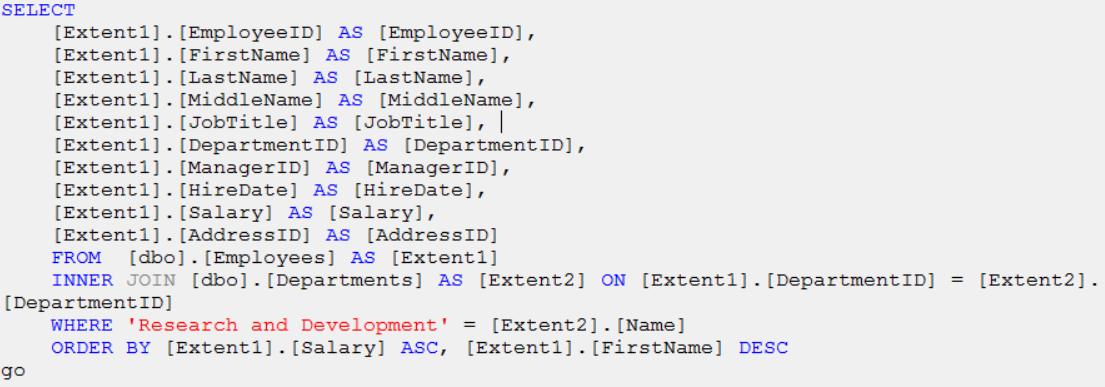 SELECT
[Extent1].[EmployeeID] AS [EmployeeID],
[Extent1].[FirstName] AS [FirstName],
[Extent1].[LastName] AS [LastName],
[Extent1].[MiddleName] AS [MiddleName],
[Extent1].[JobTitle] AS [JobTitle],
[Extent1].[DepartmentID] AS [DepartmentID],
[Extent1].[ManagerID] AS [ManagerID],
[Extent1].[HireDate] AS [HireDate],
[Extent1].[Salary] AS [Salary],
[Extent1].[AddressID] AS [AddressID]
FROM  [dbo].[Employees] AS [Extent1]
INNER JOIN [dbo].[Departments] AS [Extent2] ON [Extent1].[DepartmentID] = [Extent2].
[DepartmentID]
WHERE 'Research and Development' = [Extent2].[Name]
ORDER BY [Extent1].[Salary] ASC, [Extent1].[FirstName] DESC
go